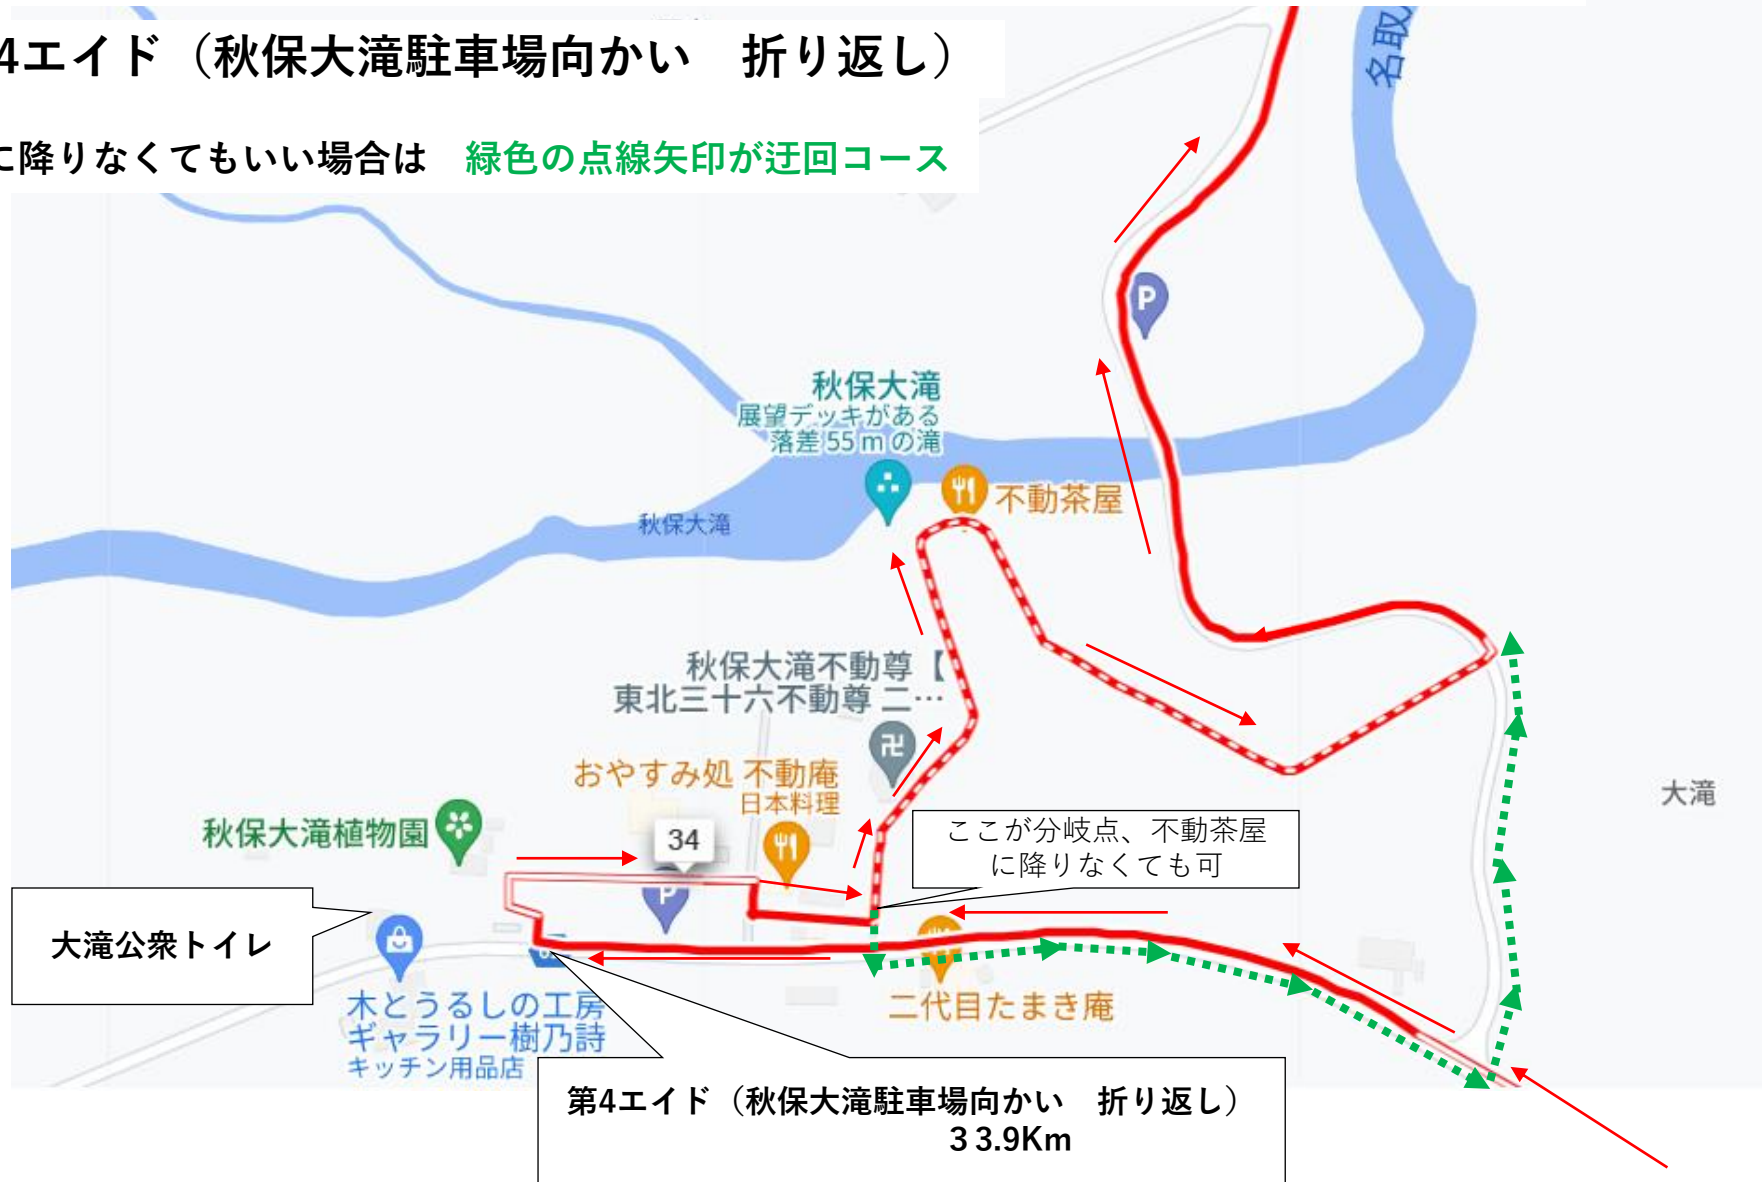 4エイド（秋保大滝駐車場向かい　折り返し）
に降りなくてもいい場合は　緑色の点線矢印が迂回コース
名取
P
秋保大滝
展望デッキがある
落差 55 m の滝
不動茶屋
秋保大滝
秋保大滝不動尊【
東北三十六不動尊 二…
おやすみ処 不動庵
日本料理
大滝
秋保大滝植物園
34
ここが分岐点、不動茶屋
に降りなくても可
P
大滝公衆トイレ
木とうるしの工房
ギャラリー樹乃詩
キッチン用品店
二代目たまき庵
第4エイド（秋保大滝駐車場向かい　折り返し）
３3.9Km